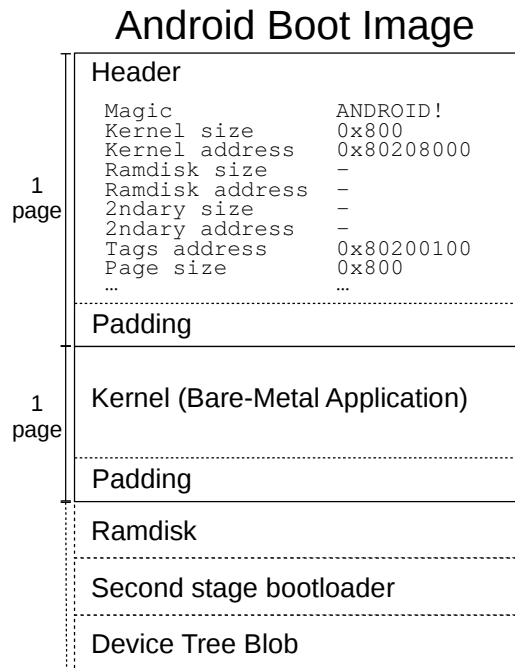 Android Boot Image
Header
Magic ANDROID!
Kernel size 0x800
Kernel address 0x80208000
Ramdisk size –
Ramdisk address –
2ndary size –
2ndary address –
Tags address 0x80200100
Page size 0x800
… …
1
page
Padding
Kernel (Bare-Metal Application)
1
page
Padding
Ramdisk
Second stage bootloader
Device Tree Blob